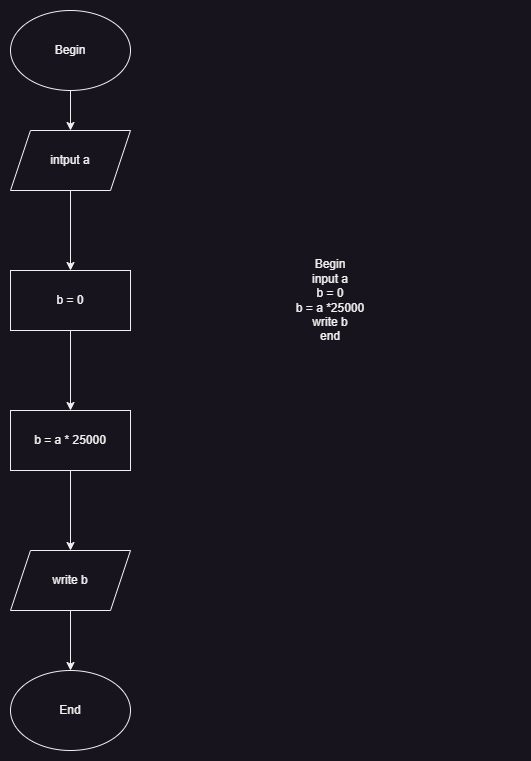 Begin
intput a
b = 0
b = a * 25000
write b
End
Begin
input a
b = 0
b = a *25000
write b
end